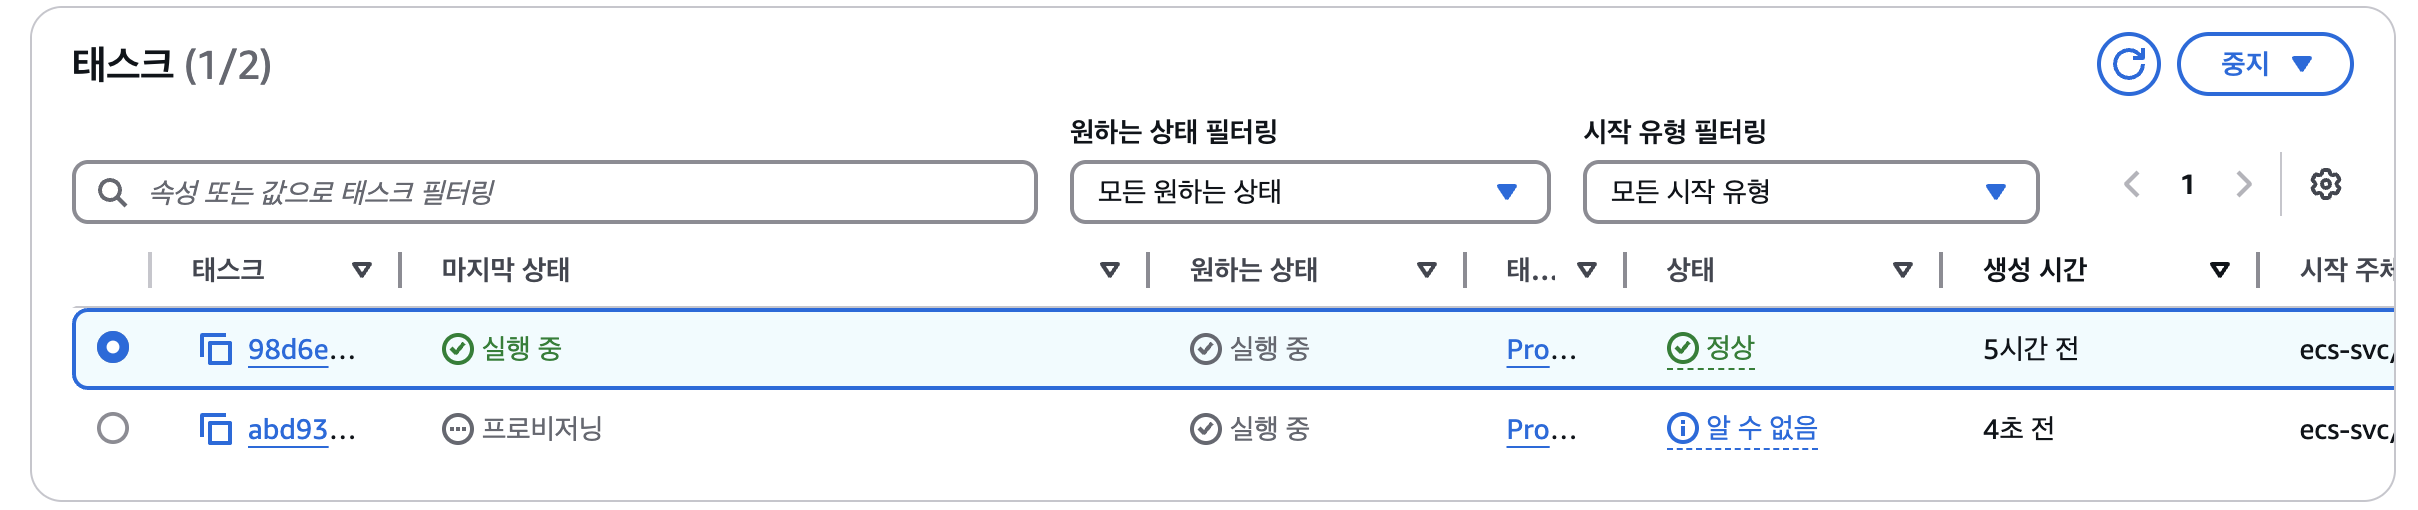 태스크 (1/2)
중지
원하는 상태 필터링 시작 유형 필터링
속성 또는 값으로 태스크 필터링 모든 원하는 상태 모든 시작 유형 1
태스크 마지막 상태 원하는 상태 태... 상태 생성 시간 시작 주체
98d6e... 실행 중 실행 중 Pro... 정상 5시간 전 ecs-svc/
abd93... 프로비저닝 실행 중 Pro... 알 수 없음 4초 전 ecs-svc/